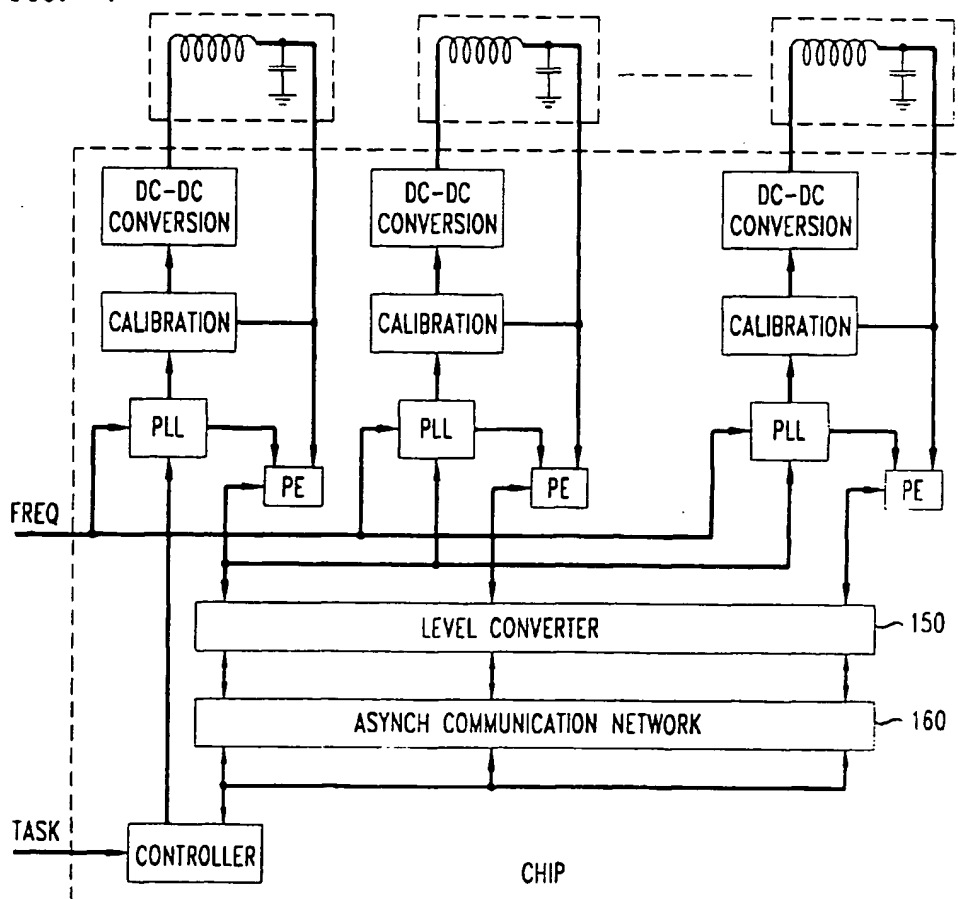 DC-DC
CONVERSION
DC-DC
CONVERSION
DC-DC
CONVERSION
CALIBRATION
CALIBRATION
CALIBRATION
PLL
PLL
PLL
PE
PE
PE
FREQ
LEVEL CONVERTER
150
ASYNCH COMMUNICATION NETWORK
160
TASK
CONTROLLER
CHIP